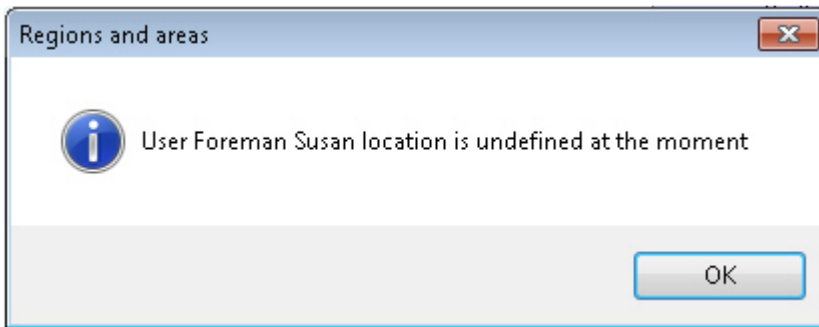 Regions and areas
User Foreman Susan location is undefined at the moment
OK